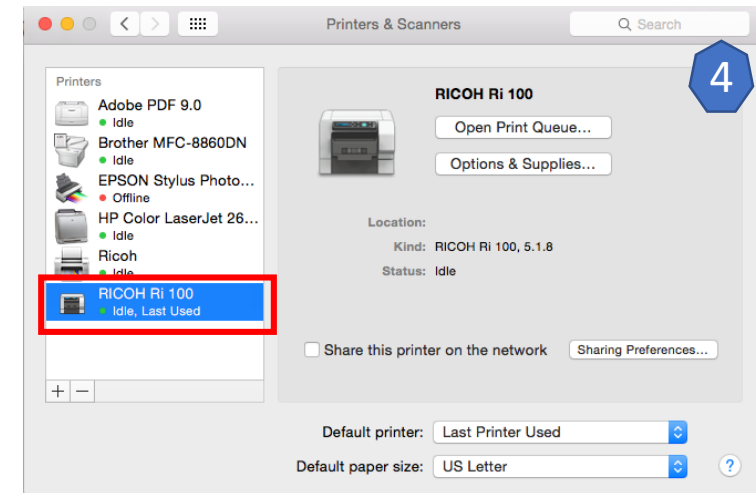 Printers & Scanners
Search
4
Printers
Adobe PDF 9.0
Idle
Brother MFC-8860DN
Idle
EPSON Stylus Photo...
Offline
HP Color LaserJet 26...
Idle
Ricoh
Idle
RICOH Ri 100
Idle, Last Used
+ −
RICOH Ri 100
Open Print Queue...
Options & Supplies...
Location:
Kind: RICOH Ri 100, 5.1.8
Status: Idle
Share this printer on the network Sharing Preferences...
Default printer: Last Printer Used
Default paper size: US Letter
?